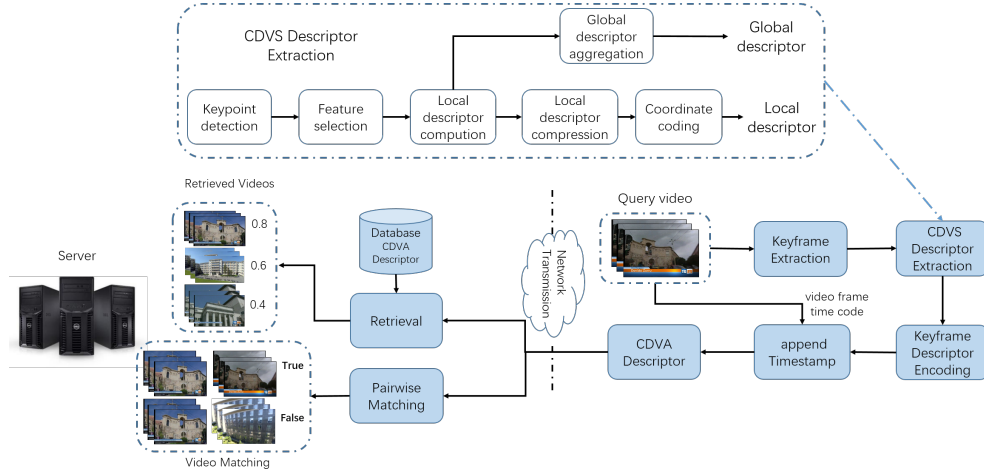 CDVS Descriptor
Extraction
Global
descriptor
aggregation
Global
descriptor
Keypoint
detection
Feature
selection
Local
descriptor
compution
Local
descriptor
compression
Coordinate
coding
Local
descriptor
Retrieved Videos
0.8
0.6
0.4
Server
Database
CDVA
Descriptor
Retrieval
Pairwise
Matching
True
False
Video Matching
Network
Transmission
Query video
Keyframe
Extraction
CDVS
Descriptor
Extraction
video frame
time code
CDVA
Descriptor
append
Timestamp
Keyframe
Descriptor
Encoding